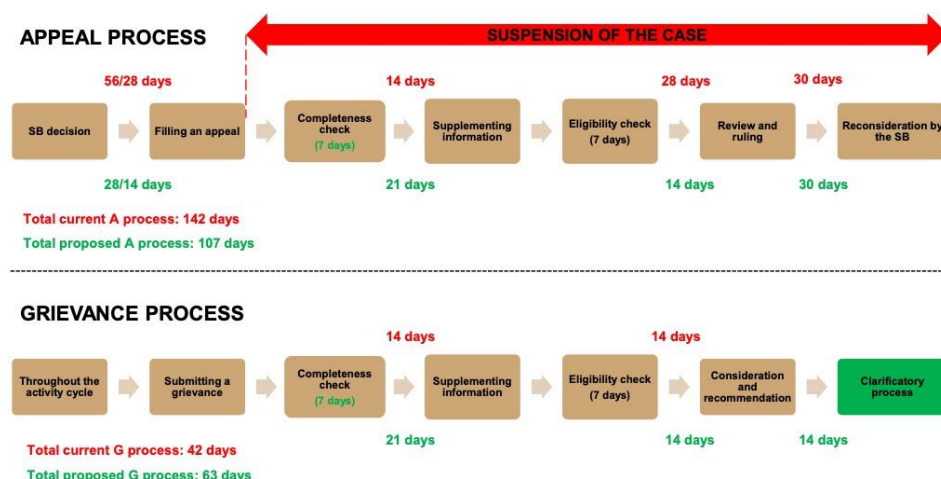 APPEAL PROCESS
SUSPENSION OF THE CASE
56/28 days
14 days
28 days
30 days
SB decision
Filling an appeal
Completeness
check
(7 days)
Supplementing
information
Eligibility check
(7 days)
Review and
ruling
Reconsideration by
the SB
28/14 days
21 days
14 days
30 days
Total current A process: 142 days
Total proposed A process: 107 days
GRIEVANCE PROCESS
14 days
14 days
Throughout the
activity cycle
Submitting a
grievance
Completeness
check
(7 days)
Supplementing
information
Eligibility check
(7 days)
Consideration
and
recommendation
Clarificatory
process
21 days
14 days
14 days
Total current G process: 42 days
Total proposed G process: 63 days